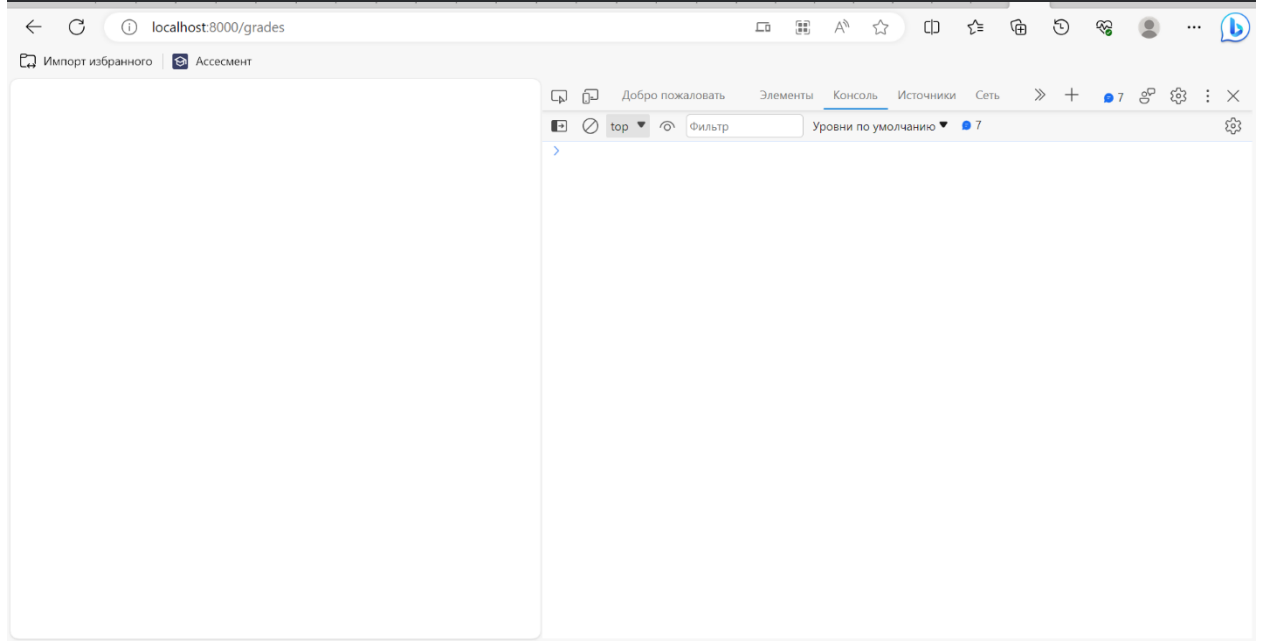 localhost:8000/grades
Импорт избранного Ассесмент
Добро пожаловать Элементы Консоль Источники Сеть 7
top Фильтр Уровни по умолчанию 7